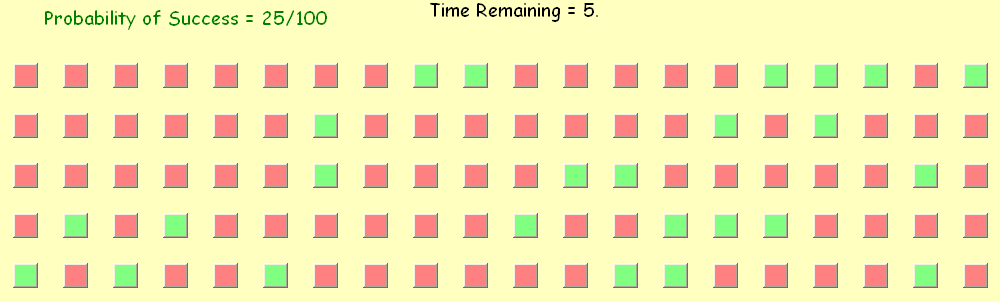 Time Remaining = 5.
Probability of Success = 25/100